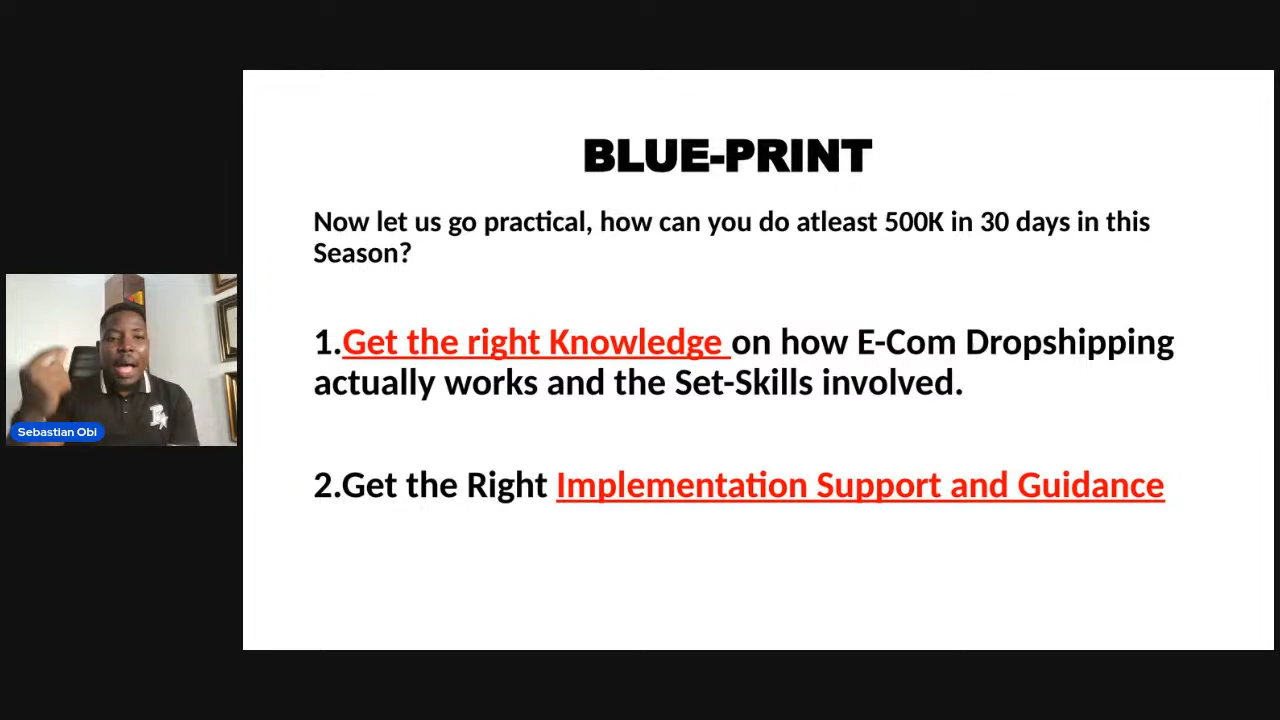 BLUE-PRINT
Now let us go practical, how can you do atleast 500K in 30 days in this
Season?
1.Get the right Knowledge on how E-Com Dropshipping
actually works and the Set-Skills involved.
2.Get the Right Implementation Support and Guidance
Sebastian Obi